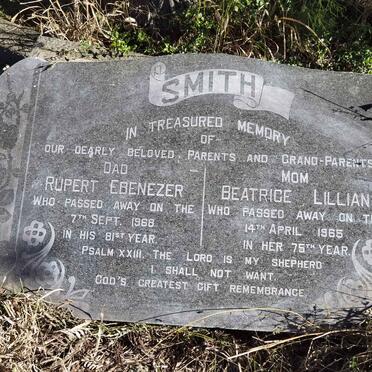 SMITH
IN TREASURED MEMORY
OF
OUR DEARLY BELOVED PARENTS AND GRAND-PARENTS
DAD
RUPERT EBENEZER
WHO PASSED AWAY ON THE
7TH SEPT. 1968
IN HIS 81ST YEAR.
MOM
BEATRICE LILLIAN
WHO PASSED AWAY ON TH
14TH APRIL 1965
IN HER 75TH YEAR.
PSALM XXIII. THE LORD IS MY SHEPHERD
I SHALL NOT WANT.
GOD'S GREATEST GIFT REMEMBRANCE.